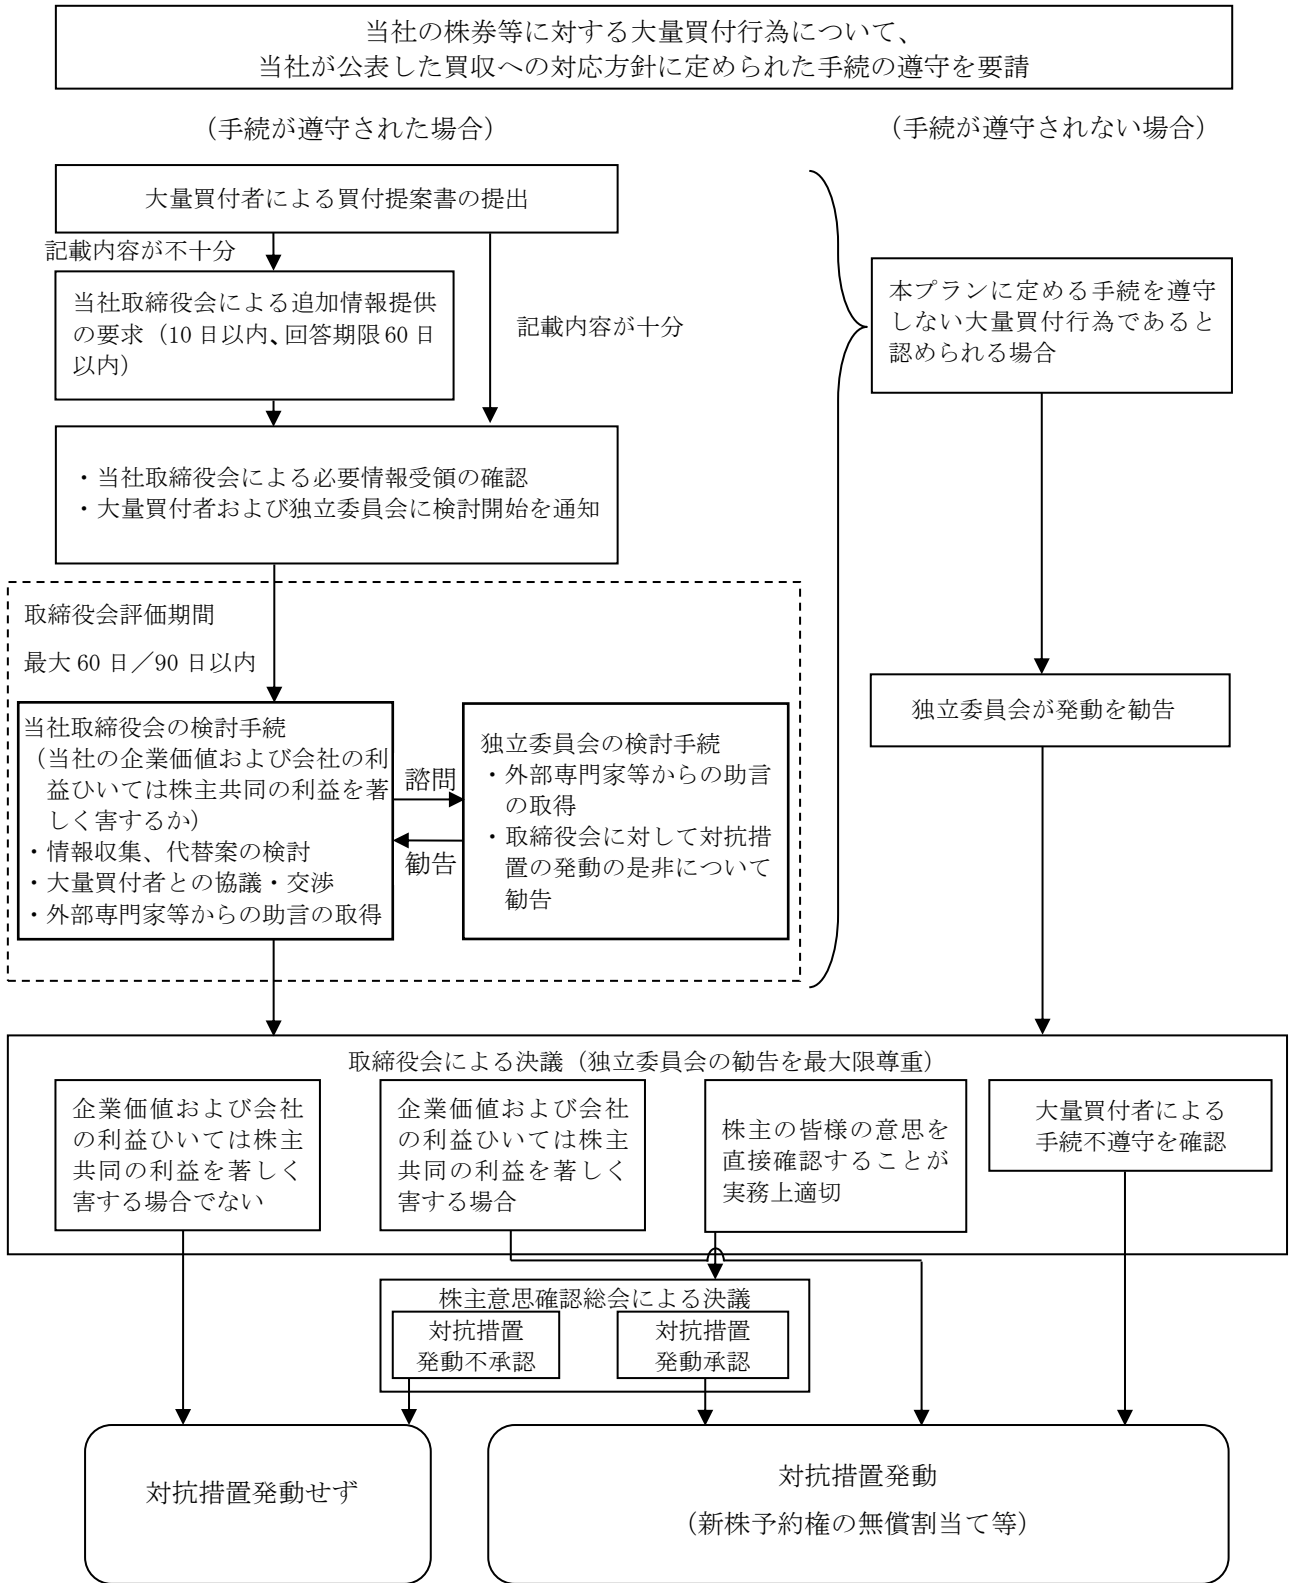 当社の株券等に対する大量買付行為について、
当社が公表した買収への対応方針に定められた手続の遵守を要請
（手続が遵守された場合）
（手続が遵守されない場合）
大量買付者による買付提案書の提出
記載内容が不十分
当社取締役会による追加情報提供
の要求（10 日以内、回答期限 60 日
以内）
記載内容が十分
本プランに定める手続を遵守
しない大量買付行為であると
認められる場合
・当社取締役会による必要情報受領の確認
・大量買付者および独立委員会に検討開始を通知
取締役会評価期間
最大 60 日／90 日以内
独立委員会が発動を勧告
当社取締役会の検討手続
（当社の企業価値および会社の利
益ひいては株主共同の利益を著
しく害するか）
・情報収集、代替案の検討
・大量買付者との協議・交渉
・外部専門家等からの助言の取得
諮問
勧告
独立委員会の検討手続
・外部専門家等からの助言
の取得
・取締役会に対して対抗措
置の発動の是非について
勧告
取締役会による決議（独立委員会の勧告を最大限尊重）
企業価値および会社
の利益ひいては株主
共同の利益を著しく
害する場合でない
企業価値および会社
の利益ひいては株主
共同の利益を著しく
害する場合
株主の皆様の意思を
直接確認することが
実務上適切
大量買付者による
手続不遵守を確認
株主意思確認総会による決議
対抗措置
発動不承認
対抗措置
発動承認
対抗措置発動せず
対抗措置発動
（新株予約権の無償割当て等）